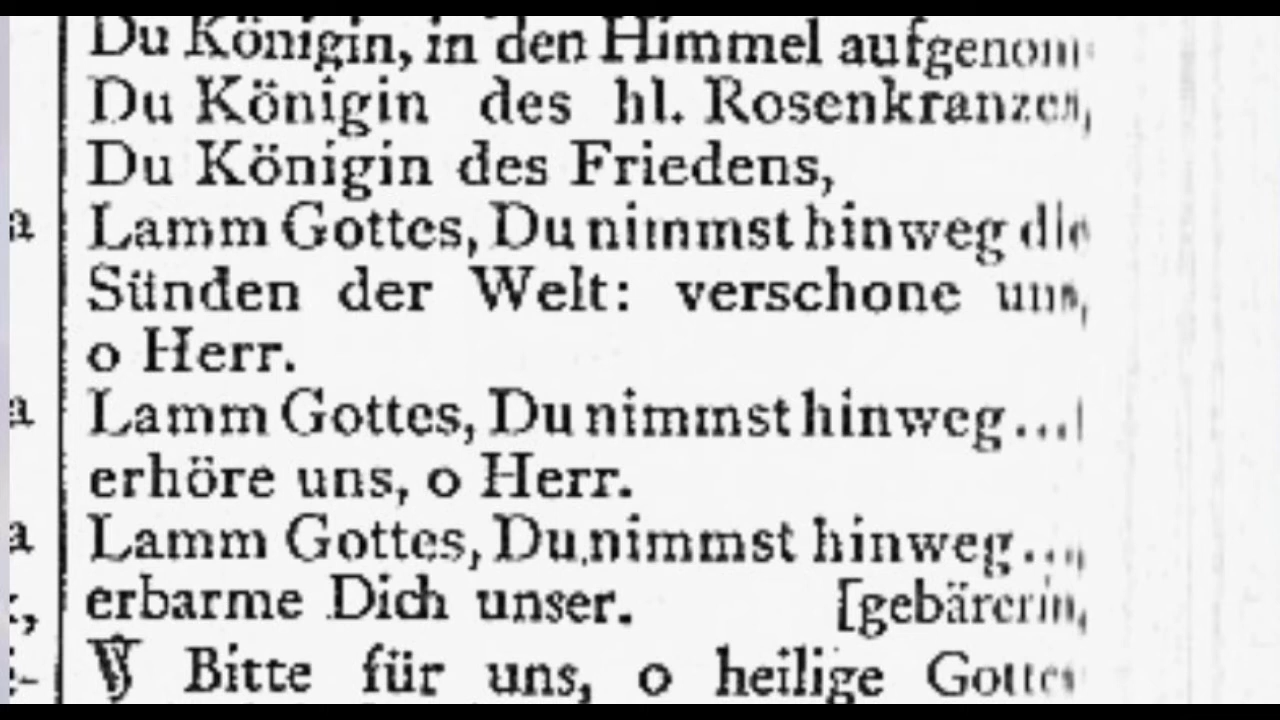 Du Königin, in den Himmel aufgenom-
Du Königin des hl. Rosenkranzes,
Du Königin des Friedens,
a Lamm Gottes, Du nimmst hinweg die
Sünden der Welt: verschone uns,
o Herr.
a Lamm Gottes, Du nimmst hinweg...
erhöre uns, o Herr.
a Lamm Gottes, Du nimmst hinweg...,
erbarme Dich unser. [gebärerin,
℣ Bitte für uns, o heilige Gottes